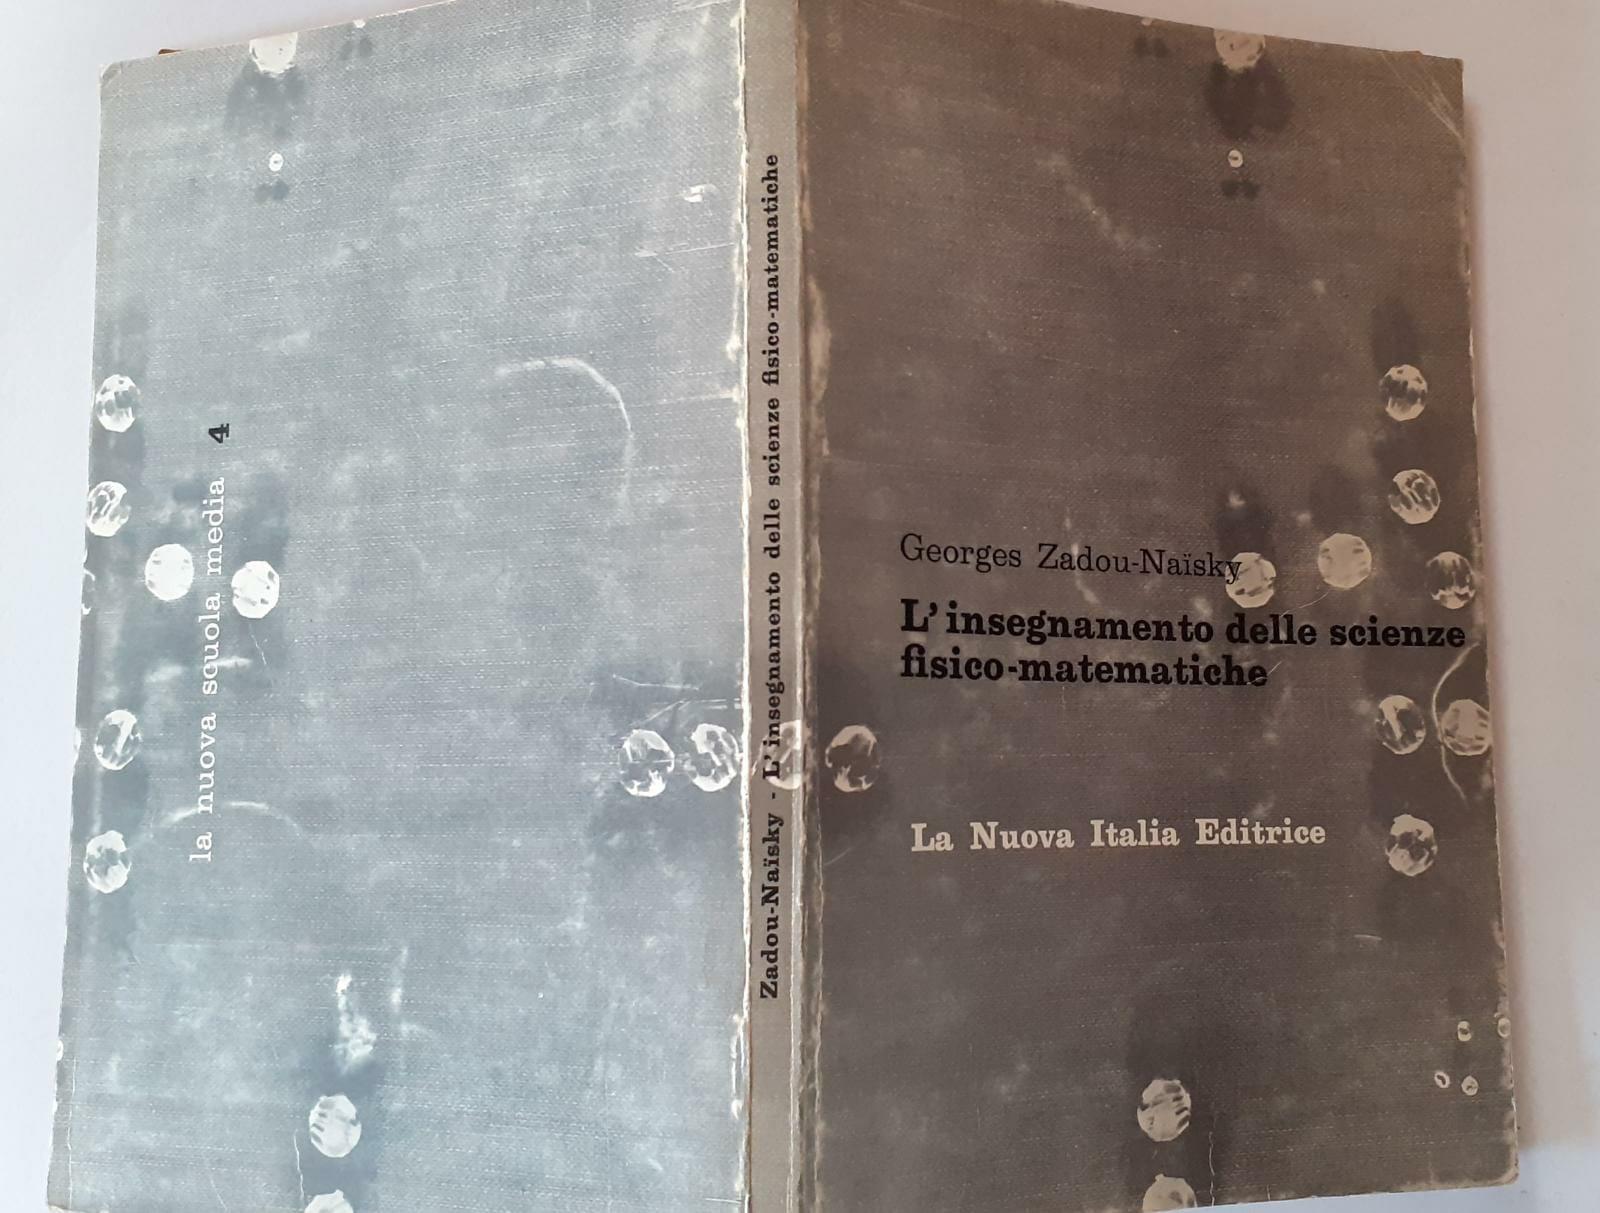 la nuova scuola media 4
Zadou-Naïsky - L'insegnamento delle scienze fisico-matematiche
Georges Zadou-Naïsky
L'insegnamento delle scienze
fisico-matematiche
La Nuova Italia Editrice